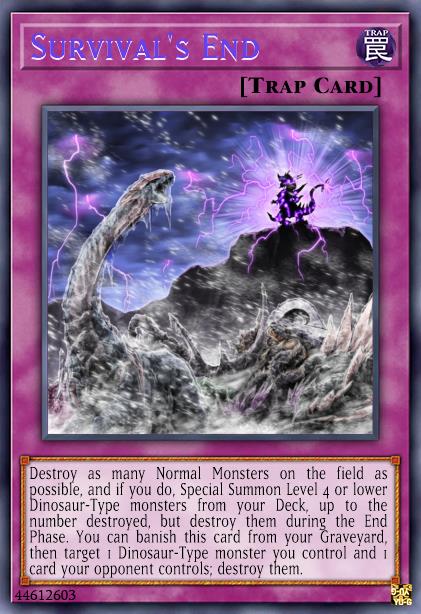 Survival's End
TRAP
罠
[Trap Card]
Destroy as many Normal Monsters on the field as
possible, and if you do, Special Summon Level 4 or lower
Dinosaur-Type monsters from your Deck, up to the
number destroyed, but destroy them during the End
Phase. You can banish this card from your Graveyard,
then target 1 Dinosaur-Type monster you control and 1
card your opponent controls; destroy them.
44612603